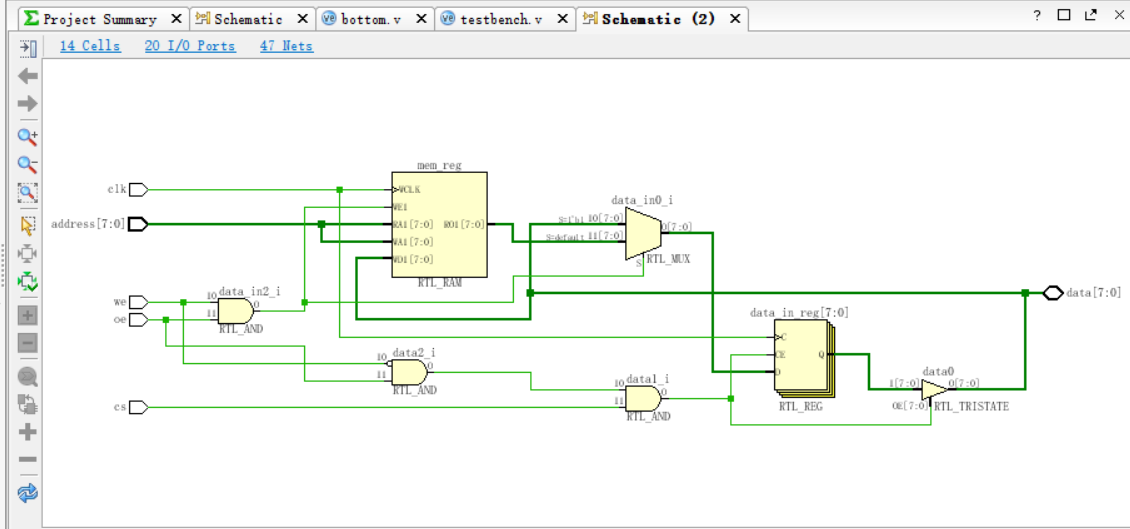 Project Summary
Schematic
bottom.v
testbench.v
Schematic (2)
?
14 Cells
20 I/O Ports
47 Nets
mem_reg
clk
WCLK
WE1
address[7:0]
RA1[7:0]
RO1[7:0]
WA1[7:0]
WD1[7:0]
RTL_RAM
data_in0_i
S=1'b1
I0[7:0]
O[7:0]
S=default
I1[7:0]
S
RTL_MUX
data[7:0]
data_in2_i
we
I0
O
oe
I1
RTL_AND
data_in_reg[7:0]
C
CE
Q
D
RTL_REG
data2_i
I0
O
I1
RTL_AND
data1_i
I0
O
cs
I1
RTL_AND
data0
I[7:0]
O[7:0]
OE[7:0]
RTL_TRISTATE